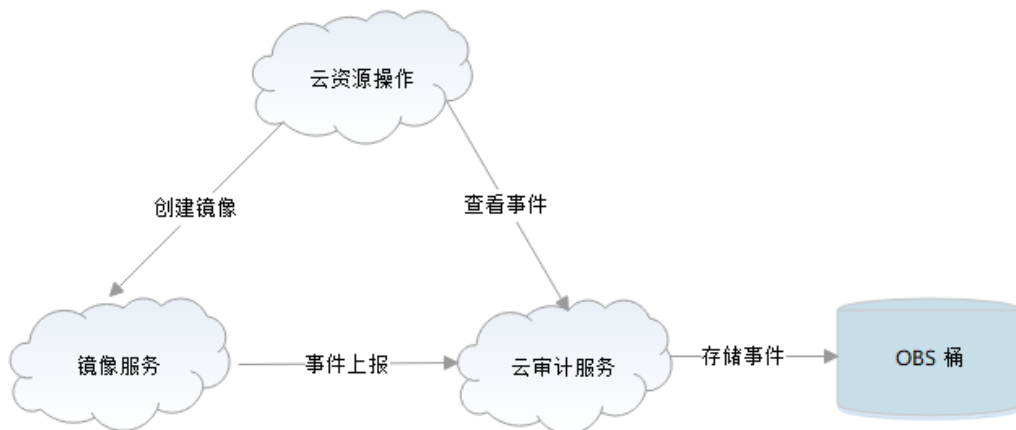 云资源操作
创建镜像
查看事件
镜像服务
事件上报
云审计服务
存储事件
OBS 桶